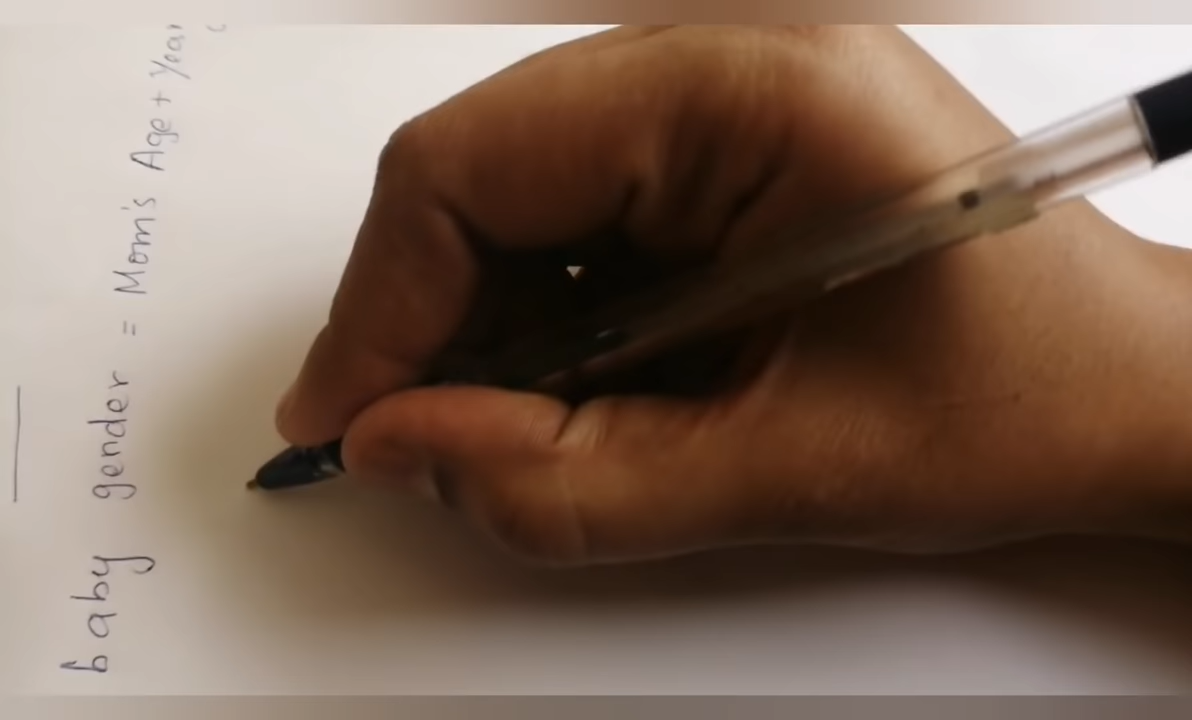 baby gender = Mom's Age + Year